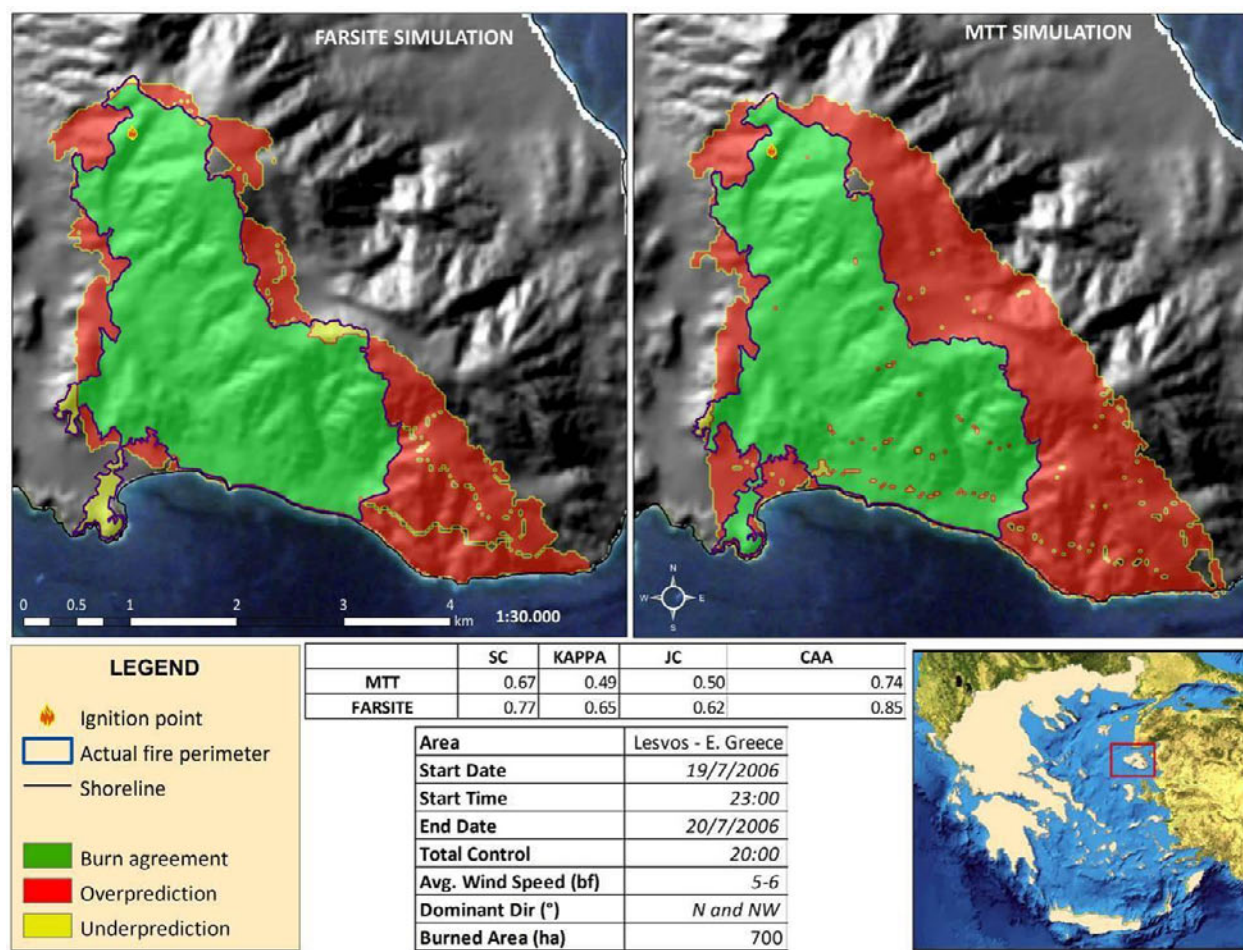 FARSITE SIMULATION
MTT SIMULATION
0 0.5 1 2 3 4
km
1:30.000
N
W E
S
LEGEND
Ignition point
Actual fire perimeter
Shoreline
Burn agreement
Overprediction
Underprediction
SC KAPPA JC CAA
MTT 0.67 0.49 0.50 0.74
FARSITE 0.77 0.65 0.62 0.85
Area Lesvos - E. Greece
Start Date 19/7/2006
Start Time 23:00
End Date 20/7/2006
Total Control 20:00
Avg. Wind Speed (bf) 5-6
Dominant Dir (°) N and NW
Burned Area (ha) 700